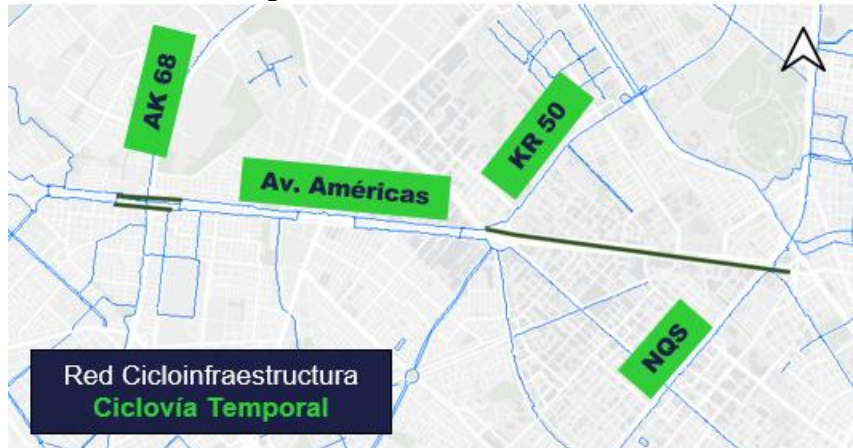 AK 68
KR 50
Av. Américas
NQS
Red Cicloinfraestructura
Ciclovía Temporal